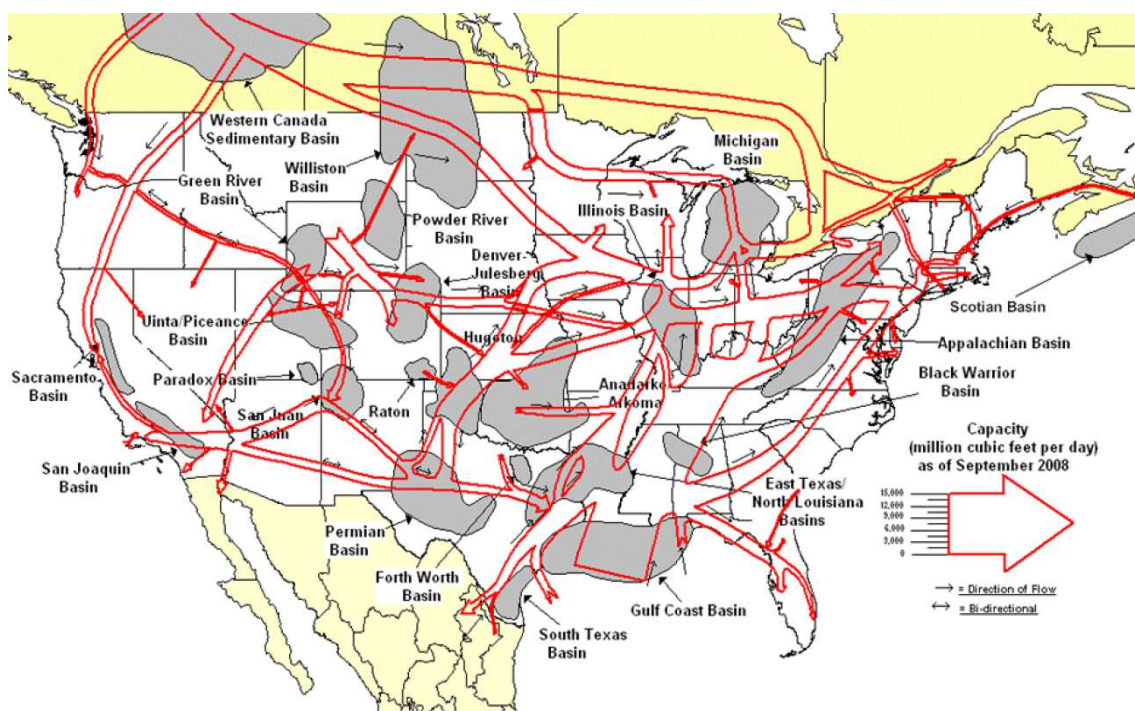 Western Canada
Sedimentary Basin
Williston
Basin
Green River
Basin
Michigan
Basin
Illinois Basin
Powder River
Basin
Denver-
Julesberg
Basin
Scotian Basin
Uinta/Piceance
Basin
Hugoton
Appalachian Basin
Sacramento
Basin
Paradox Basin
Anadarko
Arkoma
Black Warrior
Basin
San Juan
Basin
Raton
Capacity
(million cubic feet per day)
as of September 2008
San Joaquin
Basin
East Texas/
North Louisiana
Basins
15,000
12,000
9,000
6,000
3,000
0
Permian
Basin
Forth Worth
Basin
Gulf Coast Basin
South Texas
Basin
= Direction of Flow
= Bi-directional